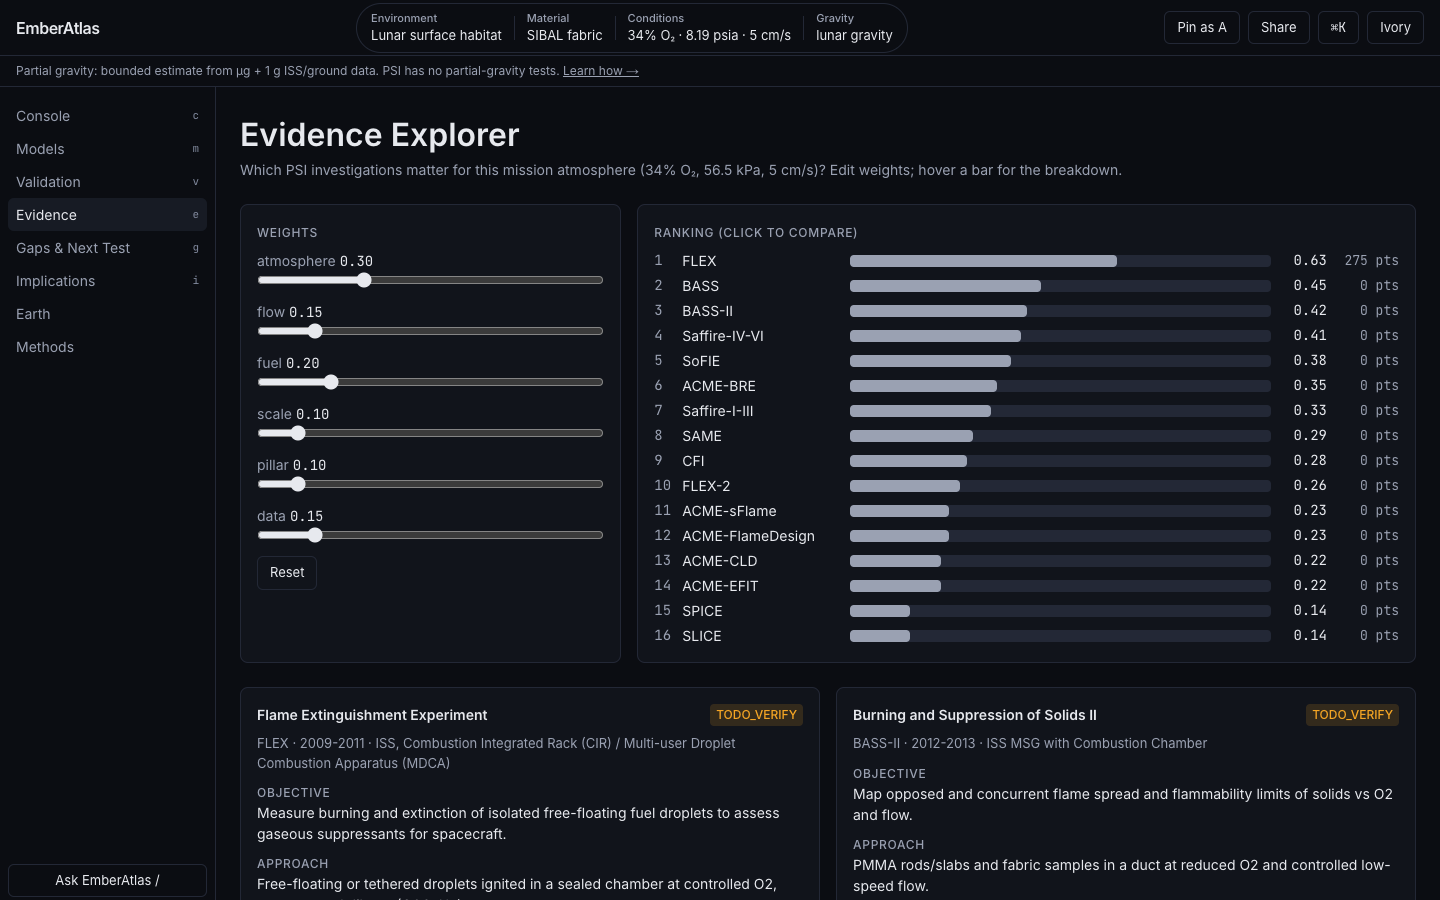 EmberAtlas
Environment
Lunar surface habitat
Material
SIBAL fabric
Conditions
34% O₂ · 8.19 psia · 5 cm/s
Gravity
lunar gravity
Pin as A
Share
⌘K
Ivory
Partial gravity: bounded estimate from µg + 1 g ISS/ground data. PSI has no partial-gravity tests. Learn how →
Console c
Models m
Validation v
Evidence e
Gaps & Next Test g
Implications i
Earth
Methods
Ask EmberAtlas /
Evidence Explorer
Which PSI investigations matter for this mission atmosphere (34% O₂, 56.5 kPa, 5 cm/s)? Edit weights; hover a bar for the breakdown.
WEIGHTS
atmosphere 0.30
flow 0.15
fuel 0.20
scale 0.10
pillar 0.10
data 0.15
Reset
RANKING (CLICK TO COMPARE)
1 FLEX 0.63 275 pts
2 BASS 0.45 0 pts
3 BASS-II 0.42 0 pts
4 Saffire-IV-VI 0.41 0 pts
5 SoFIE 0.38 0 pts
6 ACME-BRE 0.35 0 pts
7 Saffire-I-III 0.33 0 pts
8 SAME 0.29 0 pts
9 CFI 0.28 0 pts
10 FLEX-2 0.26 0 pts
11 ACME-sFlame 0.23 0 pts
12 ACME-FlameDesign 0.23 0 pts
13 ACME-CLD 0.22 0 pts
14 ACME-EFIT 0.22 0 pts
15 SPICE 0.14 0 pts
16 SLICE 0.14 0 pts
Flame Extinguishment Experiment
TODO_VERIFY
FLEX · 2009-2011 · ISS, Combustion Integrated Rack (CIR) / Multi-user Droplet
Combustion Apparatus (MDCA)
OBJECTIVE
Measure burning and extinction of isolated free-floating fuel droplets to assess
gaseous suppressants for spacecraft.
APPROACH
Free-floating or tethered droplets ignited in a sealed chamber at controlled O2,
Burning and Suppression of Solids II
TODO_VERIFY
BASS-II · 2012-2013 · ISS MSG with Combustion Chamber
OBJECTIVE
Map opposed and concurrent flame spread and flammability limits of solids vs O2
and flow.
APPROACH
PMMA rods/slabs and fabric samples in a duct at reduced O2 and controlled low-
speed flow.